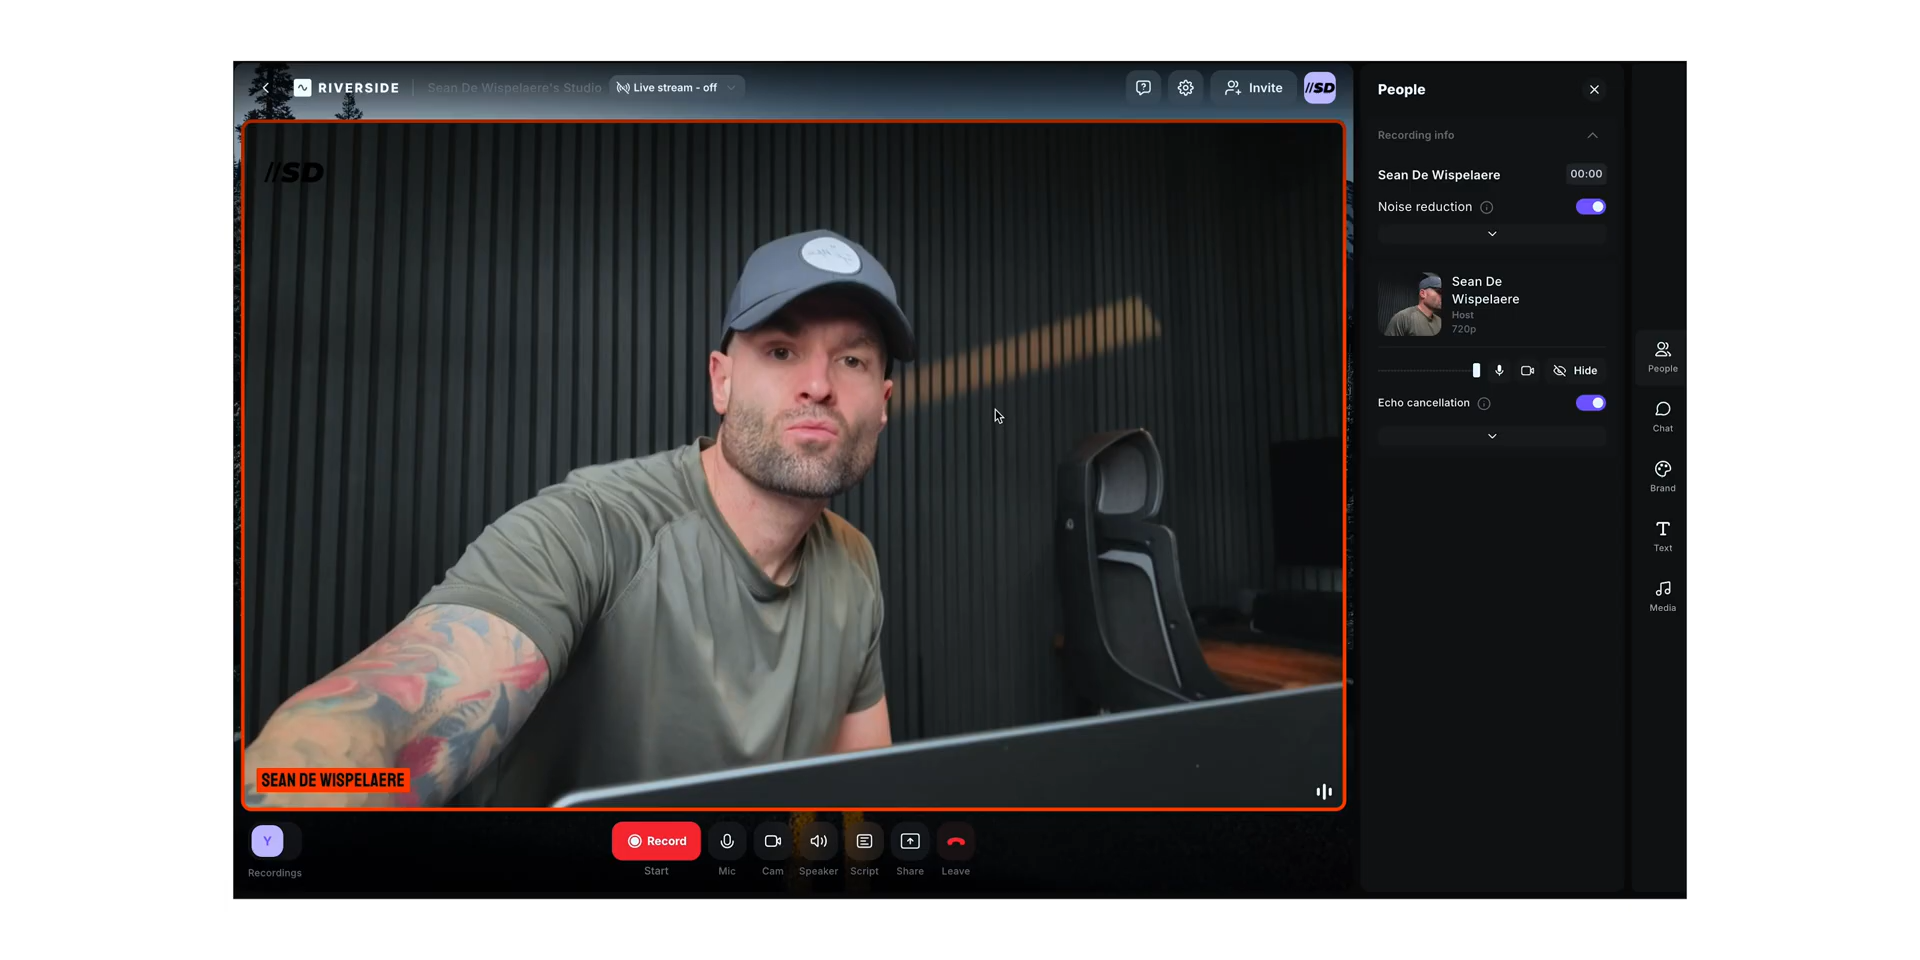 RIVERSIDE
Sean De Wispelaere's Studio
Live stream - off
Invite
//SD
//SD
SEAN DE WISPELAERE
Y
Recordings
Record
Start
Mic
Cam
Speaker
Script
Share
Leave
People
Recording info
Sean De Wispelaere
00:00
Noise reduction
Sean De
Wispelaere
Host
720p
Hide
Echo cancellation
People
Chat
Brand
Text
Media